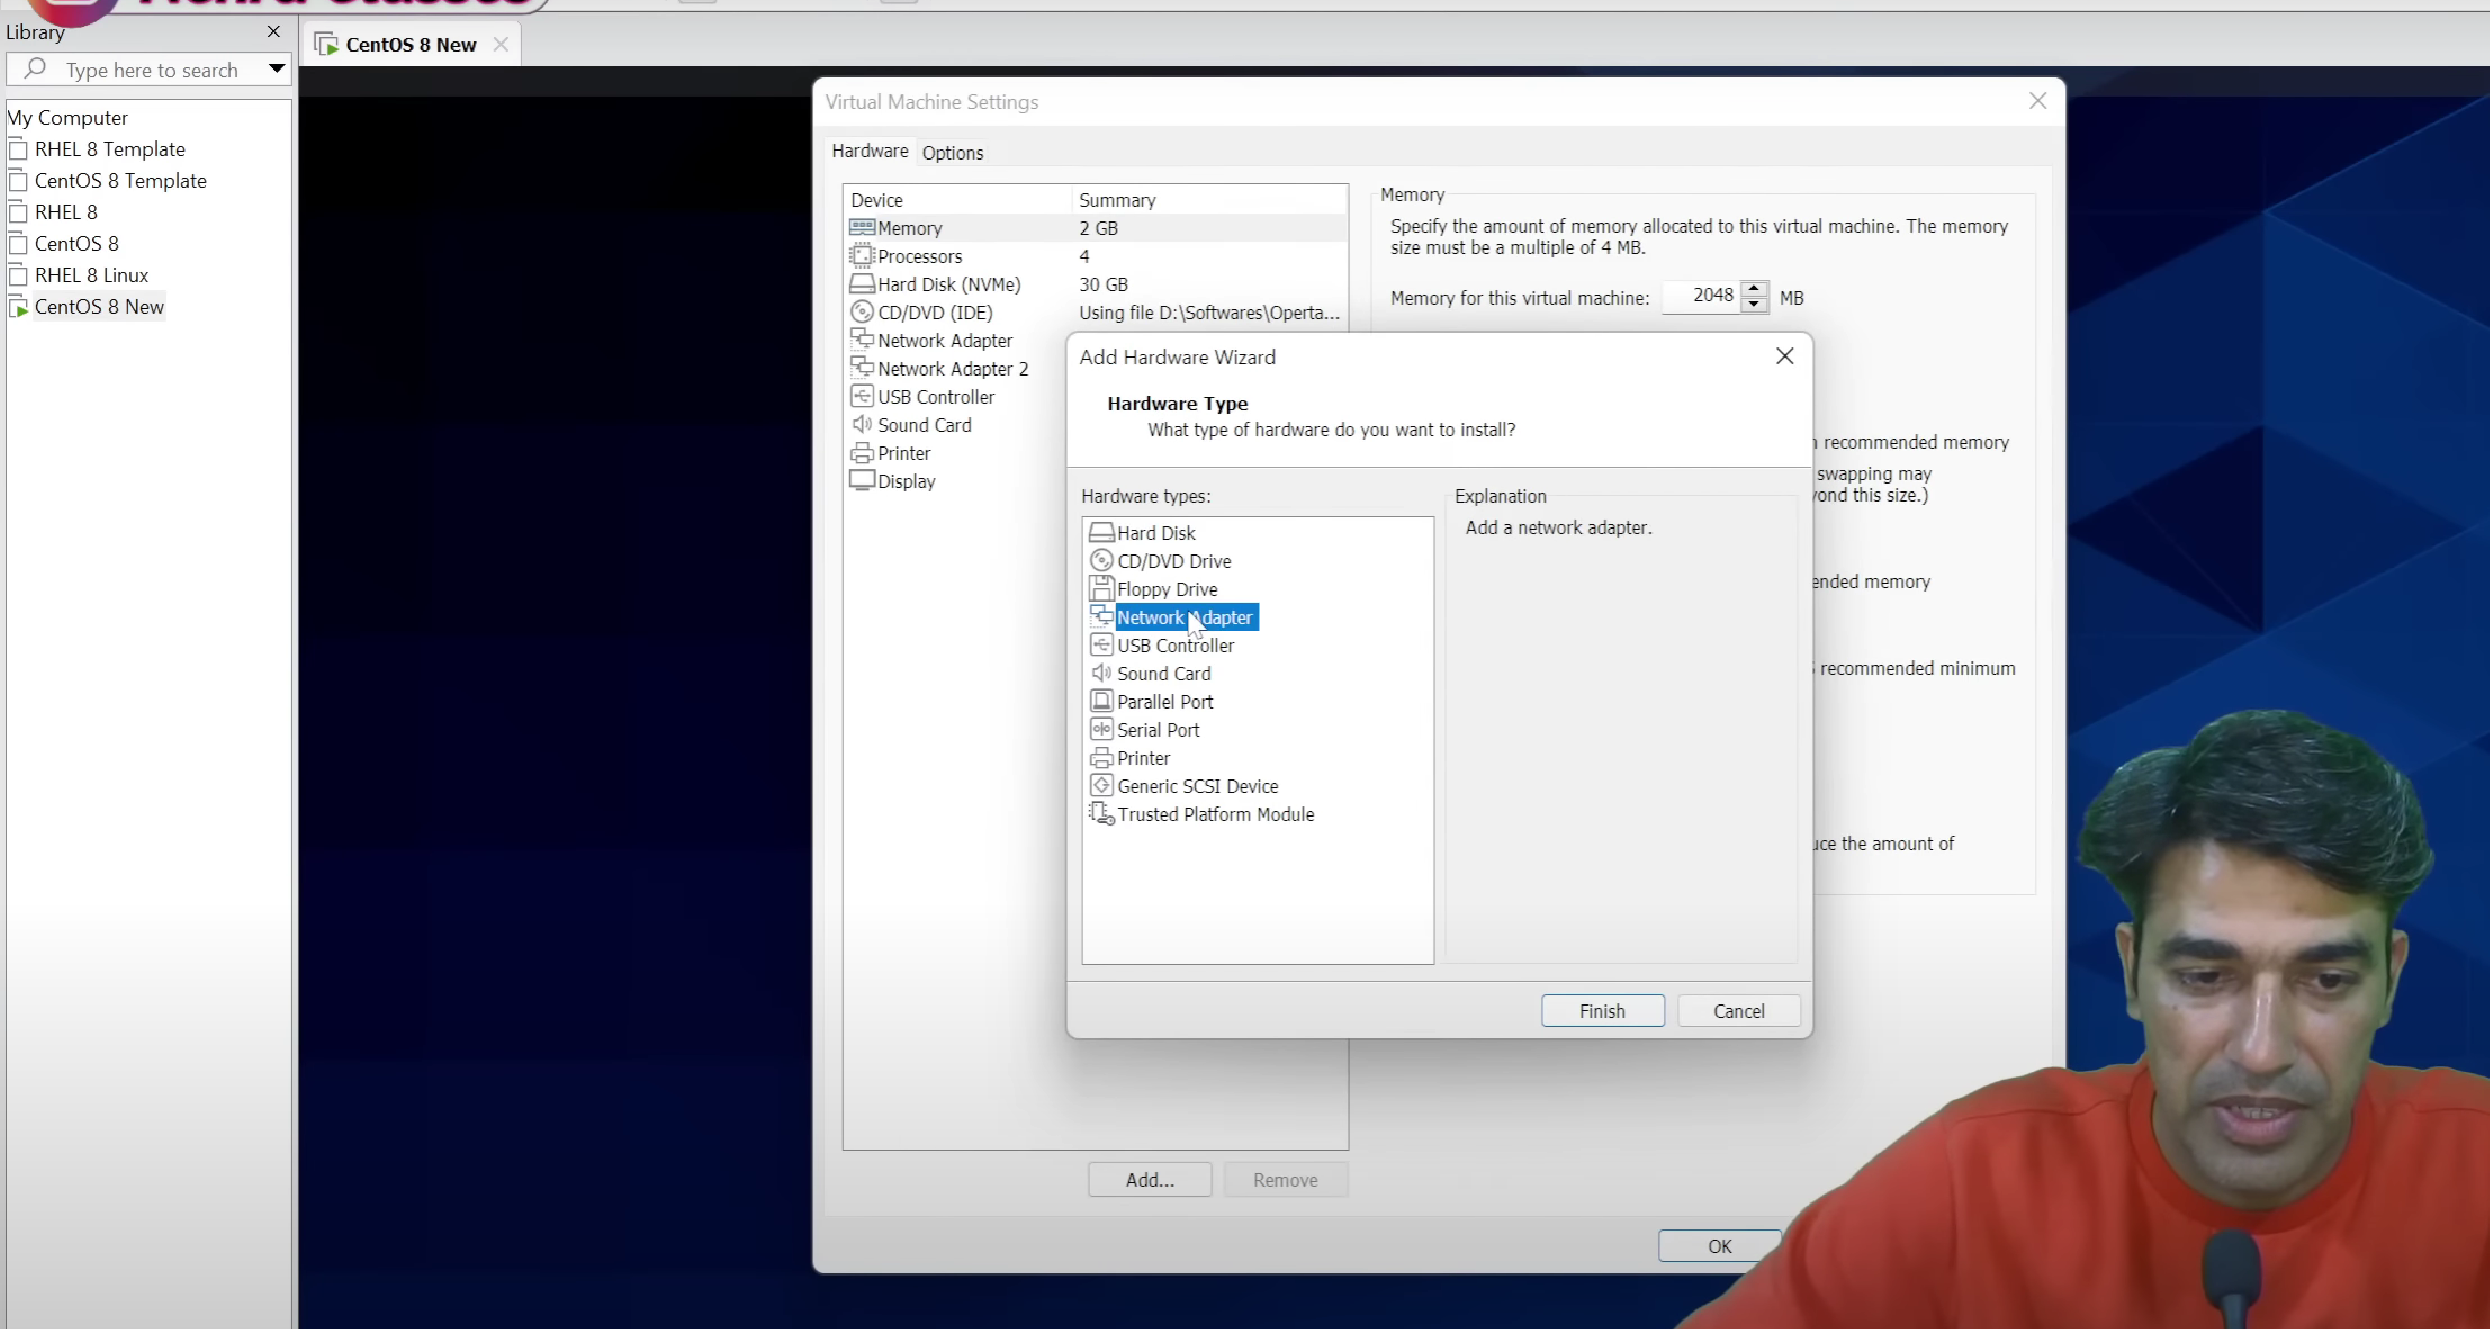 Library
CentOS 8 New
Type here to search
My Computer
RHEL 8 Template
CentOS 8 Template
RHEL 8
CentOS 8
RHEL 8 Linux
CentOS 8 New
Virtual Machine Settings
Hardware
Options
Device Summary
Memory 2 GB
Processors 4
Hard Disk (NVMe) 30 GB
CD/DVD (IDE) Using file D:\Softwares\Operta...
Network Adapter
Network Adapter 2
USB Controller
Sound Card
Printer
Display
Add...
Remove
Memory
Specify the amount of memory allocated to this virtual machine. The memory
size must be a multiple of 4 MB.
Memory for this virtual machine: 2048 MB
recommended memory
swapping may
ond this size.)
ended memory
recommended minimum
uce the amount of
Add Hardware Wizard
Hardware Type
What type of hardware do you want to install?
Hardware types:
Hard Disk
CD/DVD Drive
Floppy Drive
Network Adapter
USB Controller
Sound Card
Parallel Port
Serial Port
Printer
Generic SCSI Device
Trusted Platform Module
Explanation
Add a network adapter.
Finish
Cancel
OK